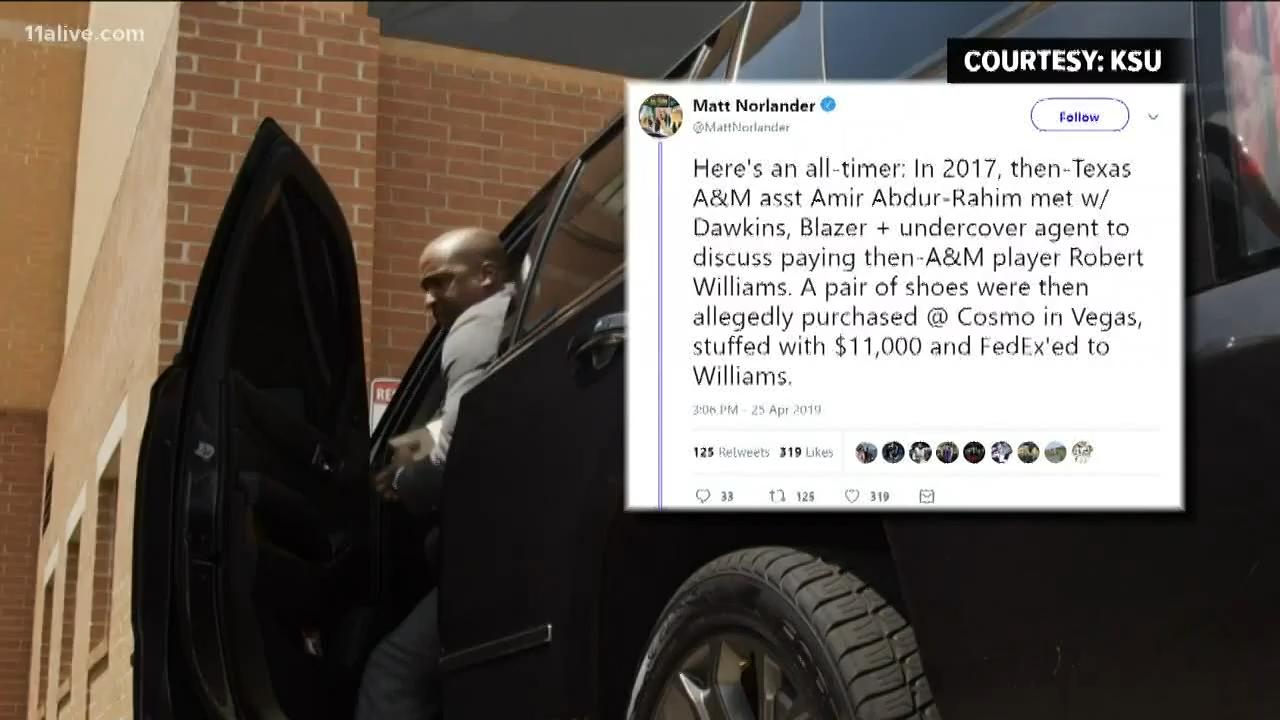 11alive.com
COURTESY: KSU
Matt Norlander
@MattNorlander
Follow
Here's an all-timer: In 2017, then-Texas
A&M asst Amir Abdur-Rahim met w/
Dawkins, Blazer + undercover agent to
discuss paying then-A&M player Robert
Williams. A pair of shoes were then
allegedly purchased @ Cosmo in Vegas,
stuffed with $11,000 and FedEx'ed to
Williams.
3:06 PM - 25 Apr 2019
125 Retweets 319 Likes
33 125 319